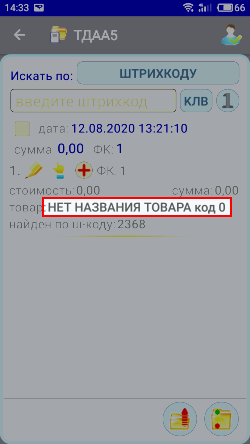 14:33 66
ТДАА5
Искать по: ШТРИХКОДУ
введите штрихкод КЛВ 1
дата: 12.08.2020 13:21:10
сумма: 0,00 ФК: 1
1. ФК: 1
стоимость: 0,00 сумма: 0,00
товар: НЕТ НАЗВАНИЯ ТОВАРА код 0
найден по ш-коду: 2368